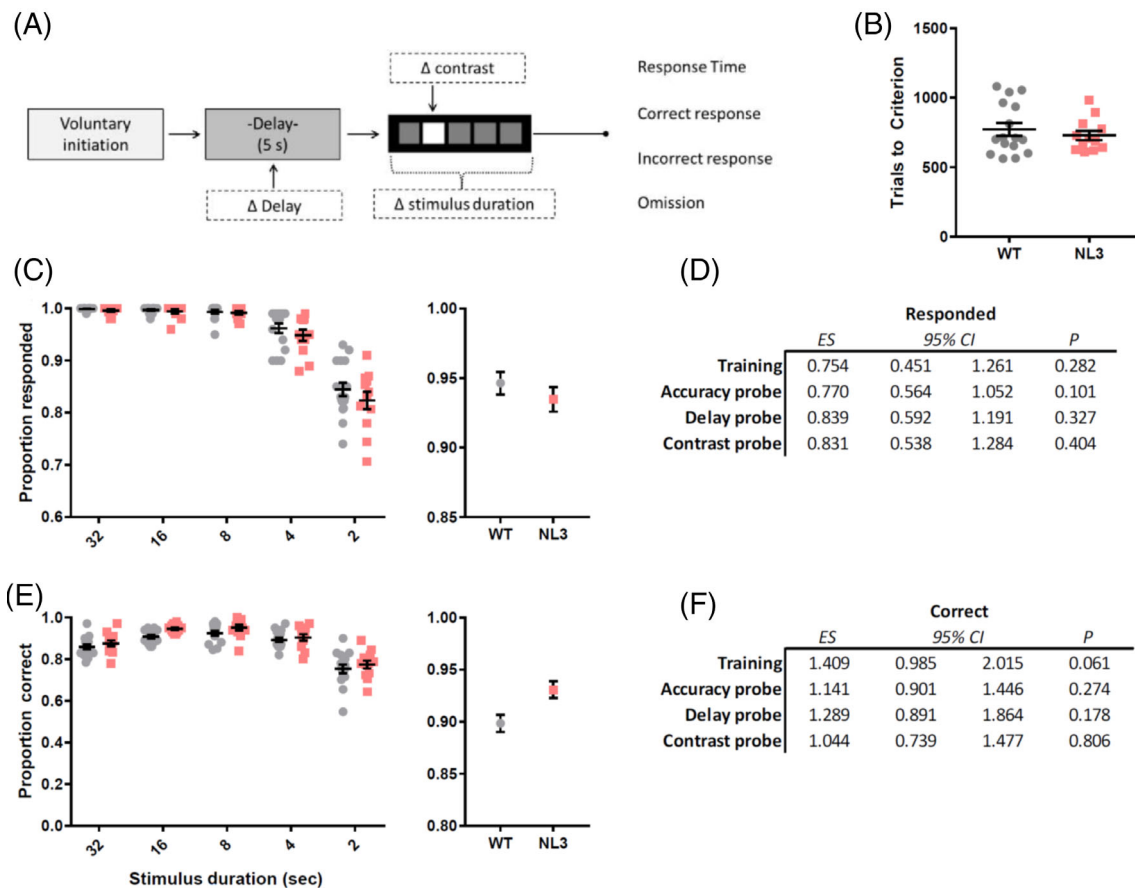 (A)
Δ contrast
Voluntary
initiation
-Delay-
(5 s)
Δ Delay
Δ stimulus duration
Response Time
Correct response
Incorrect response
Omission
(B)
Trials to Criterion
1500
1000
500
0
WT NL3
(C)
Proportion responded
1.0
0.9
0.8
0.7
0.6
32 16 8 4 2
1.00
0.95
0.90
0.85
WT NL3
(D)
Responded
ES 95% CI P
Training 0.754 0.451 1.261 0.282
Accuracy probe 0.770 0.564 1.052 0.101
Delay probe 0.839 0.592 1.191 0.327
Contrast probe 0.831 0.538 1.284 0.404
(E)
Proportion correct
1.0
0.8
0.6
0.4
0.2
0.0
32 16 8 4 2
Stimulus duration (sec)
1.00
0.95
0.90
0.85
0.80
WT NL3
(F)
Correct
ES 95% CI P
Training 1.409 0.985 2.015 0.061
Accuracy probe 1.141 0.901 1.446 0.274
Delay probe 1.289 0.891 1.864 0.178
Contrast probe 1.044 0.739 1.477 0.806